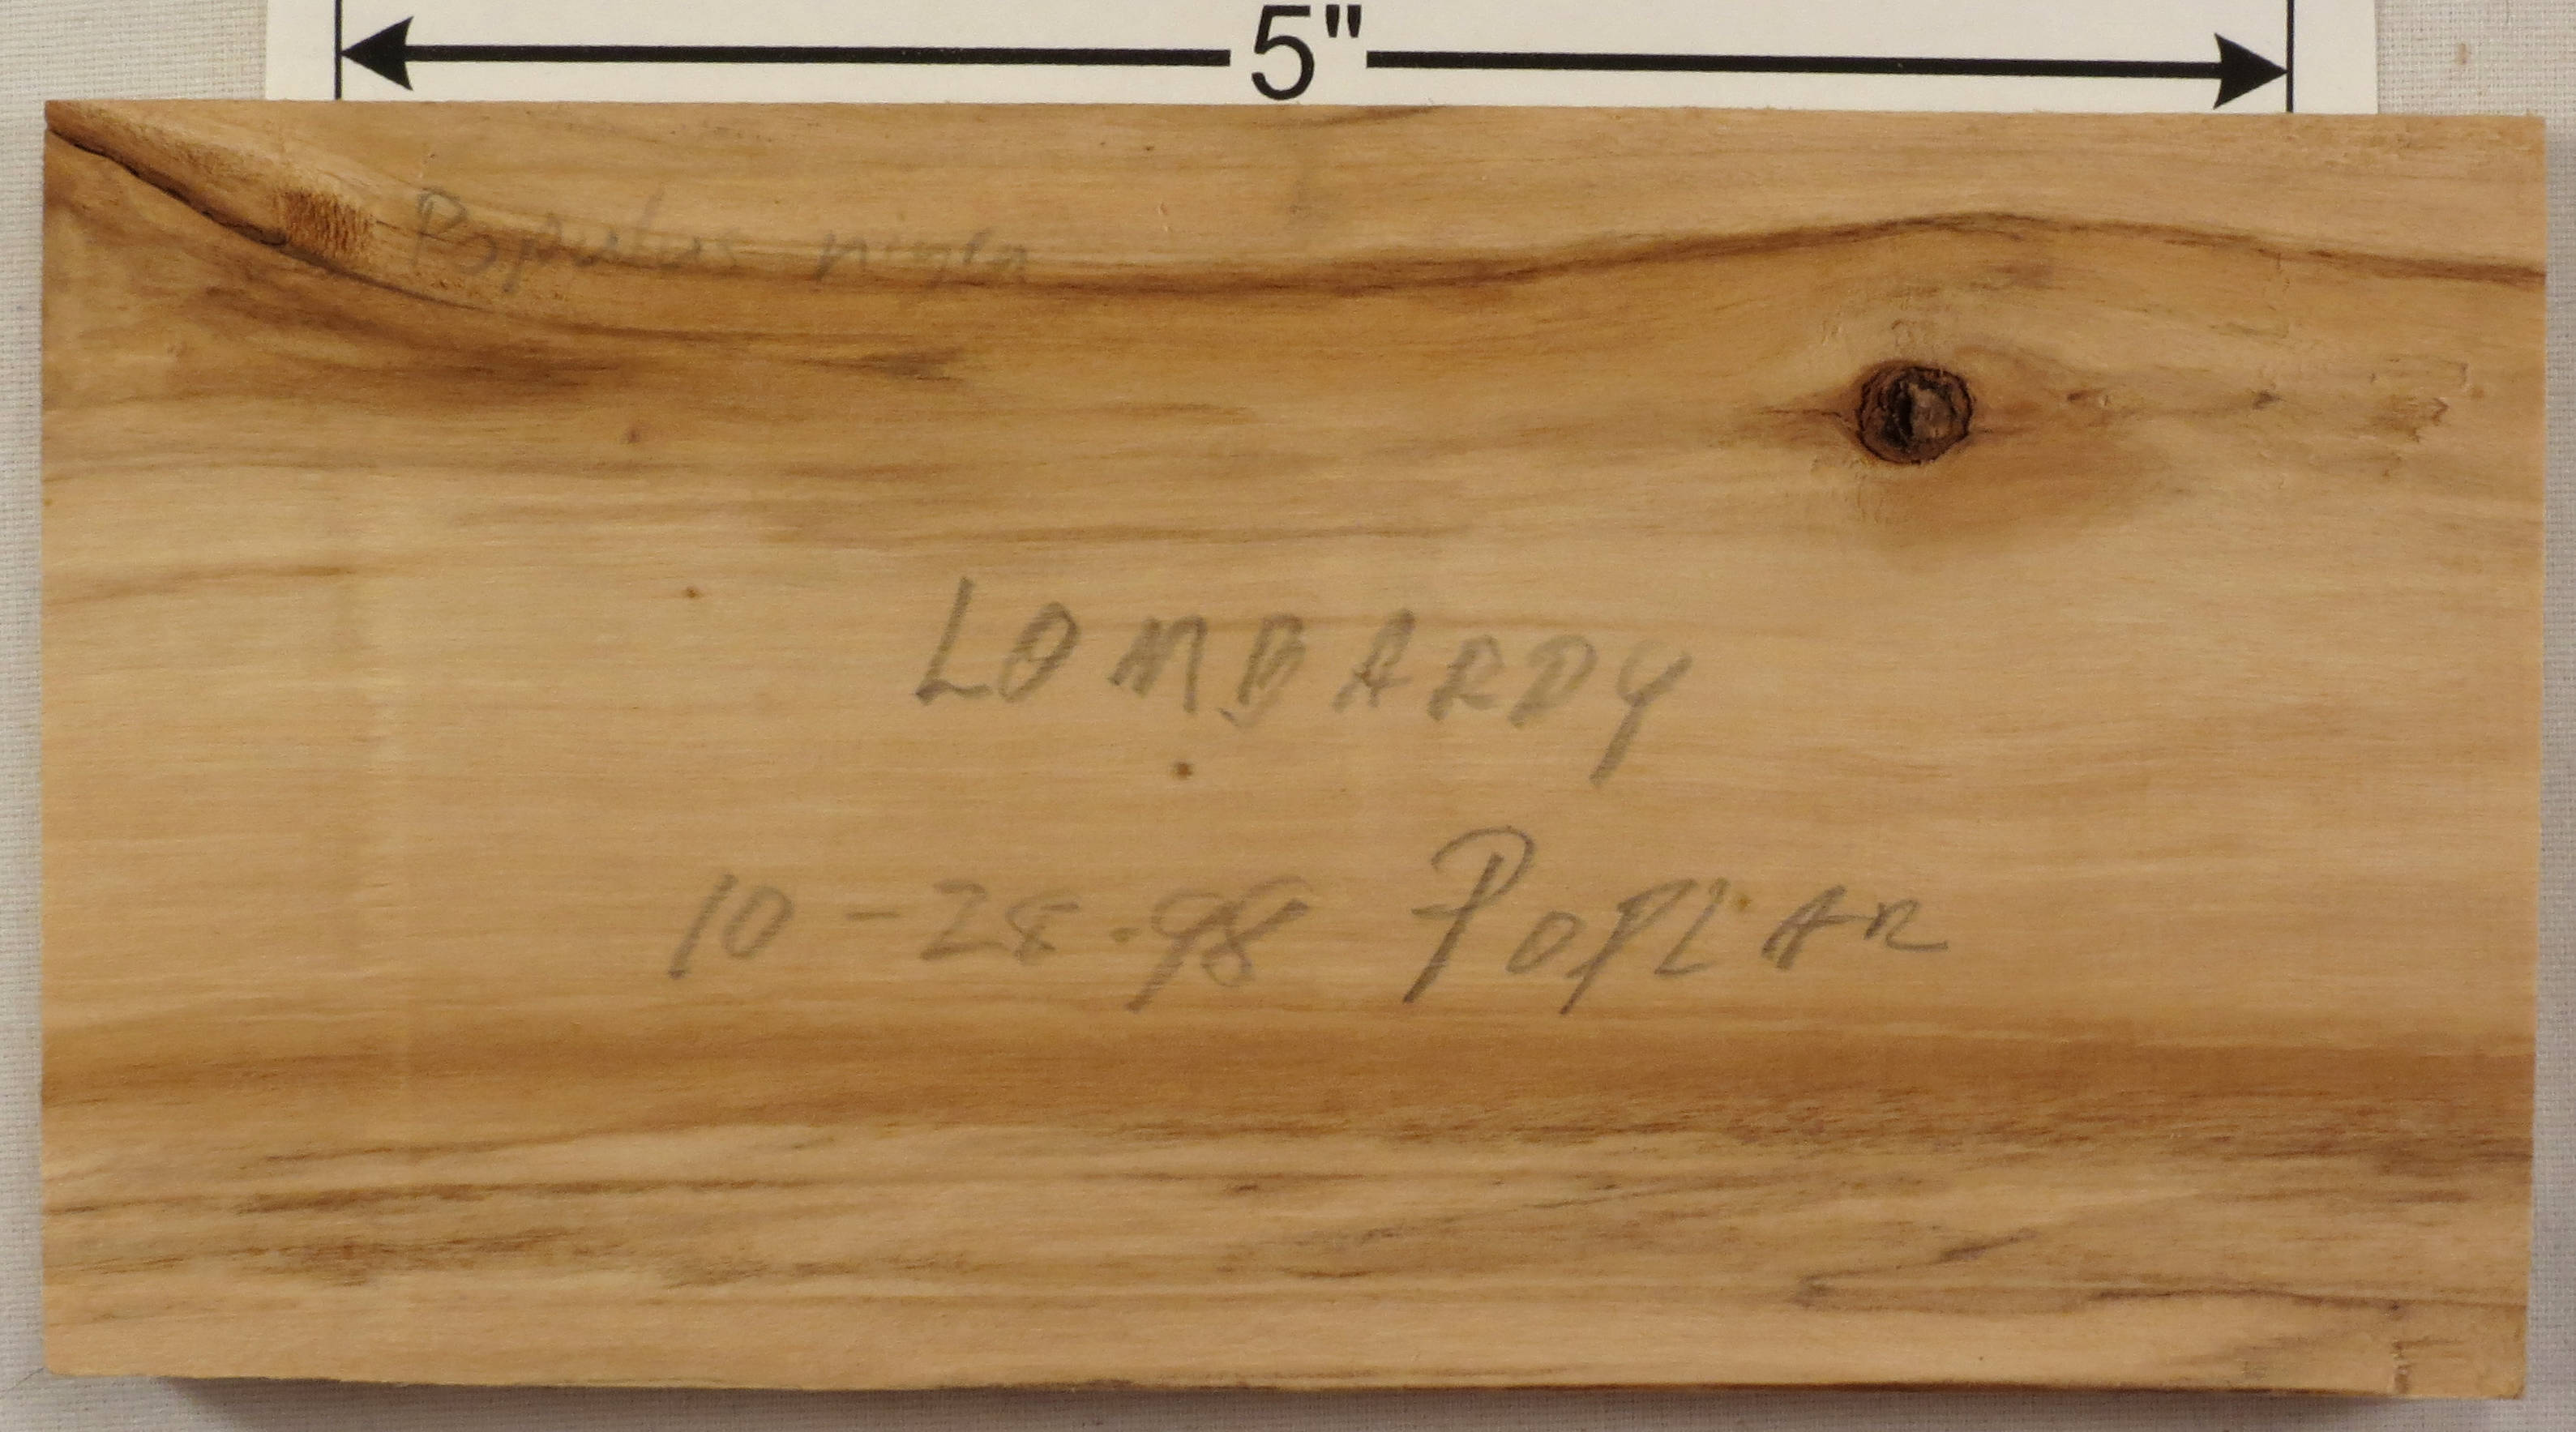 5"
Populus nigra
LOMBARDY
10-28-98 POPLAR